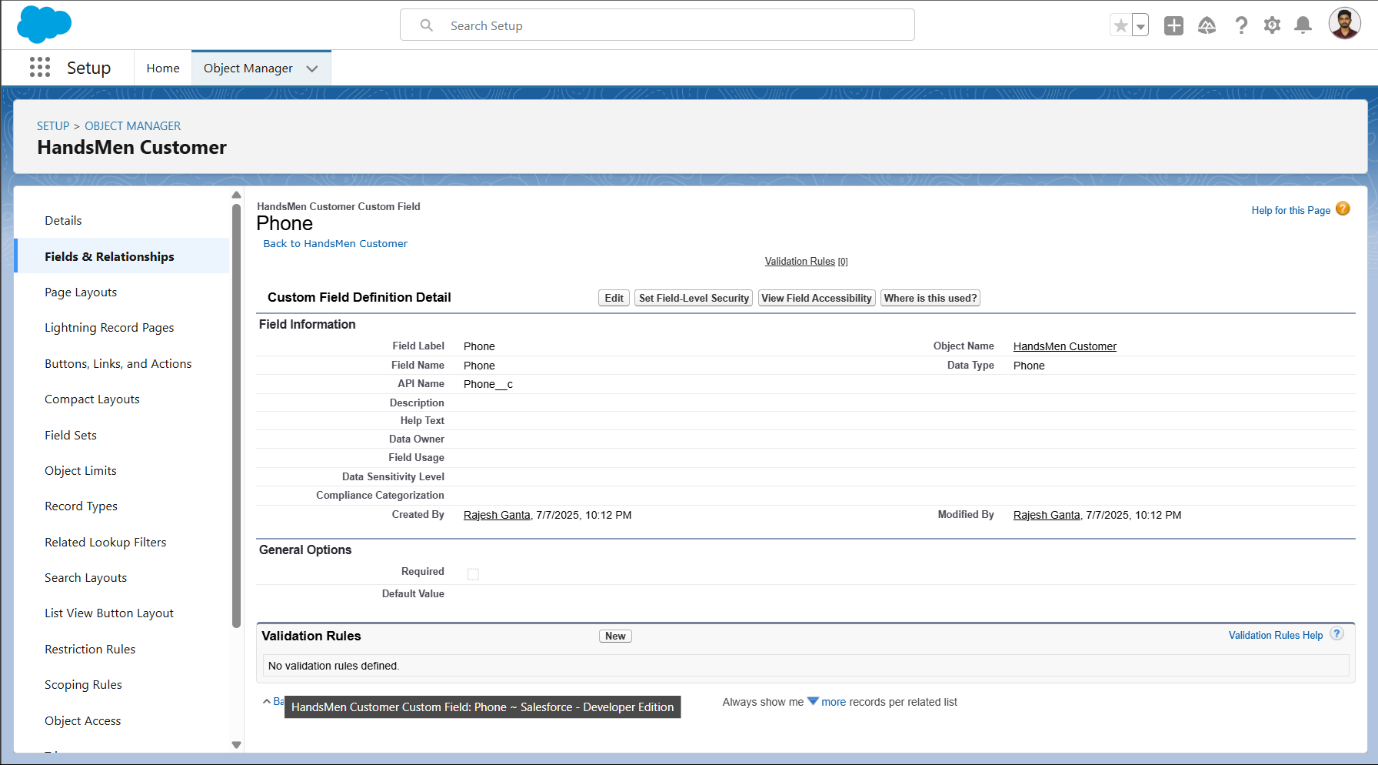 Search Setup
Setup
Home
Object Manager
SETUP > OBJECT MANAGER
HandsMen Customer
Details
Fields & Relationships
Page Layouts
Lightning Record Pages
Buttons, Links, and Actions
Compact Layouts
Field Sets
Object Limits
Record Types
Related Lookup Filters
Search Layouts
List View Button Layout
Restriction Rules
Scoping Rules
Object Access
HandsMen Customer Custom Field
Phone
Help for this Page ?
Back to HandsMen Customer
Validation Rules [0]
Custom Field Definition Detail Edit Set Field-Level Security View Field Accessibility Where is this used?
Field Information
Field Label Phone Object Name HandsMen Customer
Field Name Phone Data Type Phone
API Name Phone__c
Description
Help Text
Data Owner
Field Usage
Data Sensitivity Level
Compliance Categorization
Created By Rajesh Ganta, 7/7/2025, 10:12 PM Modified By Rajesh Ganta, 7/7/2025, 10:12 PM
General Options
Required
Default Value
Validation Rules New Validation Rules Help ?
No validation rules defined.
HandsMen Customer Custom Field: Phone ~ Salesforce - Developer Edition
Always show me more records per related list